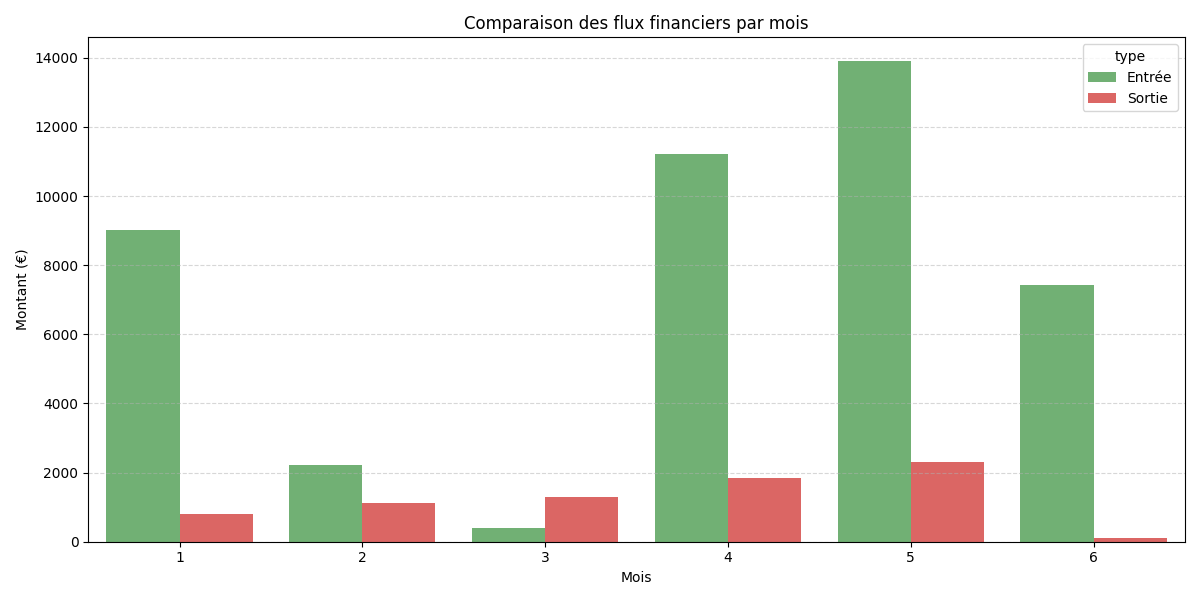 Comparaison des flux financiers par mois
type
Entrée
Sortie
Montant (€)
14000
12000
10000
8000
6000
4000
2000
0
1 2 3 4 5 6
Mois